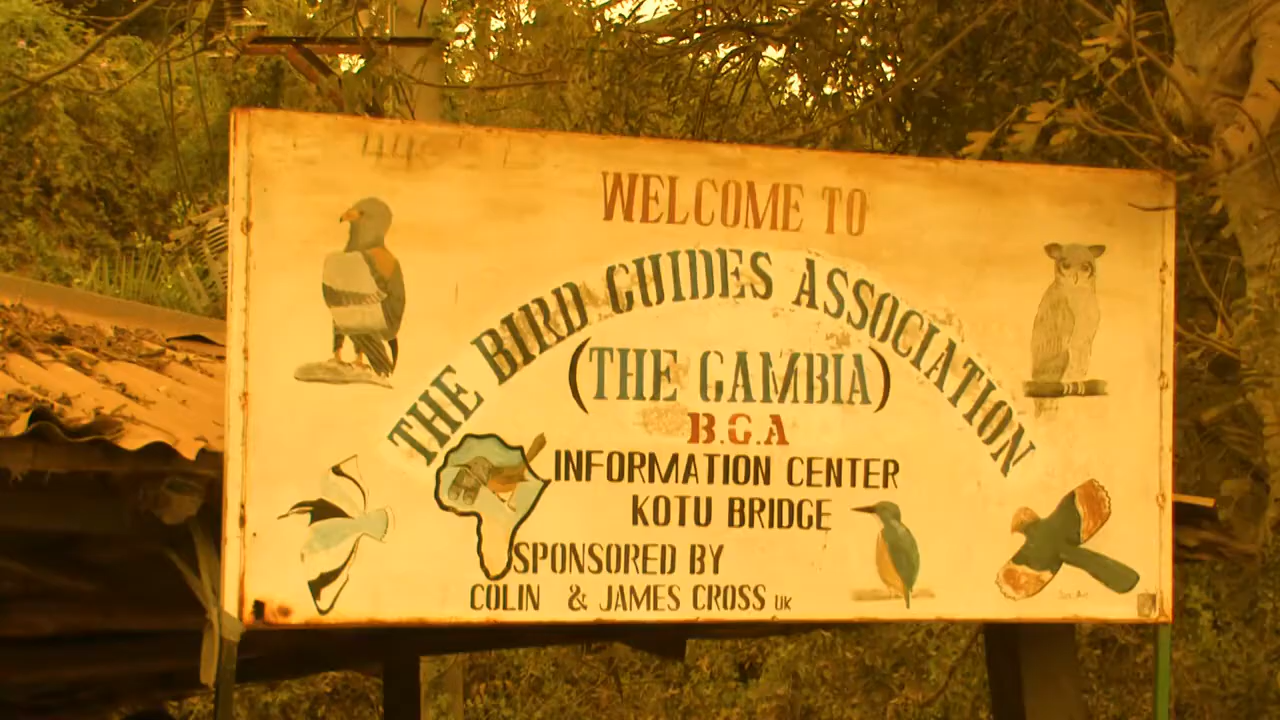 WELCOME TO
THE BIRD GUIDES ASSOCIATION
(THE GAMBIA)
B.G.A
INFORMATION CENTER
KOTU BRIDGE
SPONSORED BY
COLIN & JAMES CROSS UK